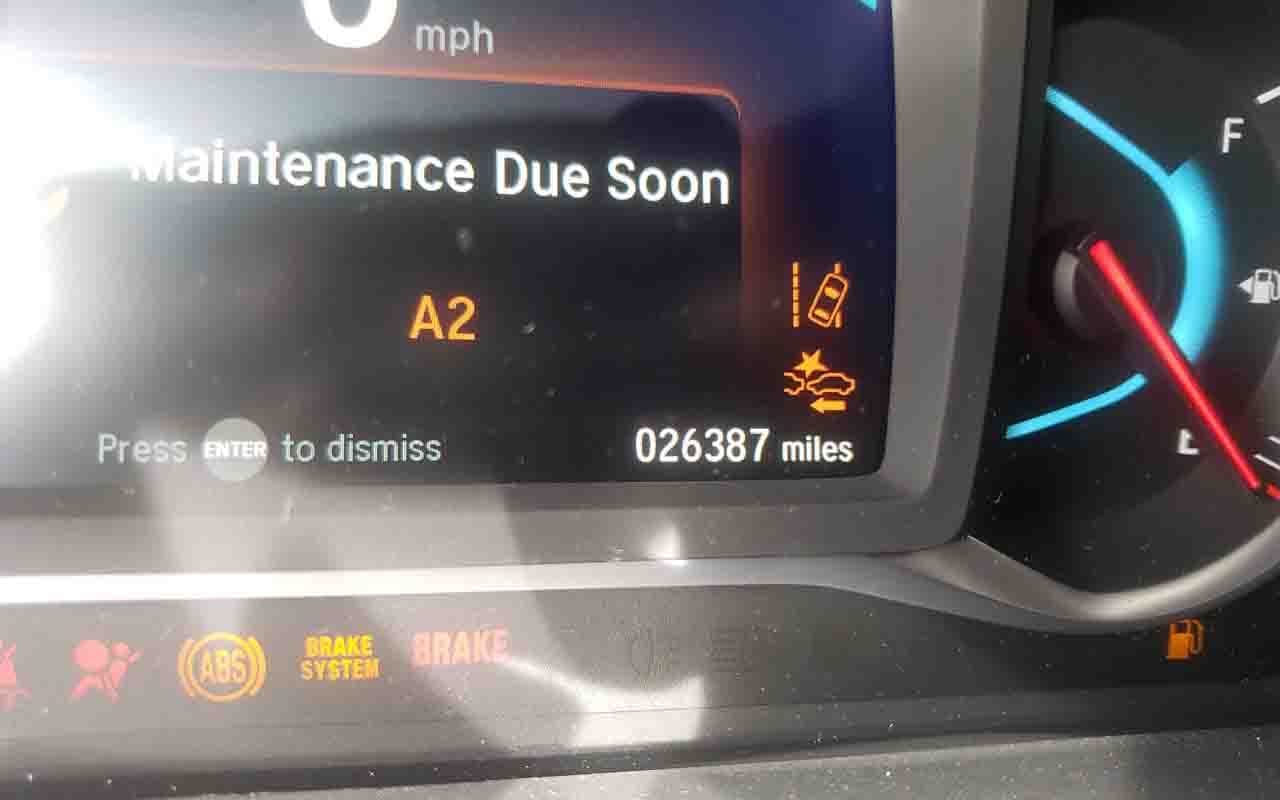 mph
Maintenance Due Soon
A2
Press ENTER to dismiss
026387 miles
F
E
ABS
BRAKE
SYSTEM
BRAKE